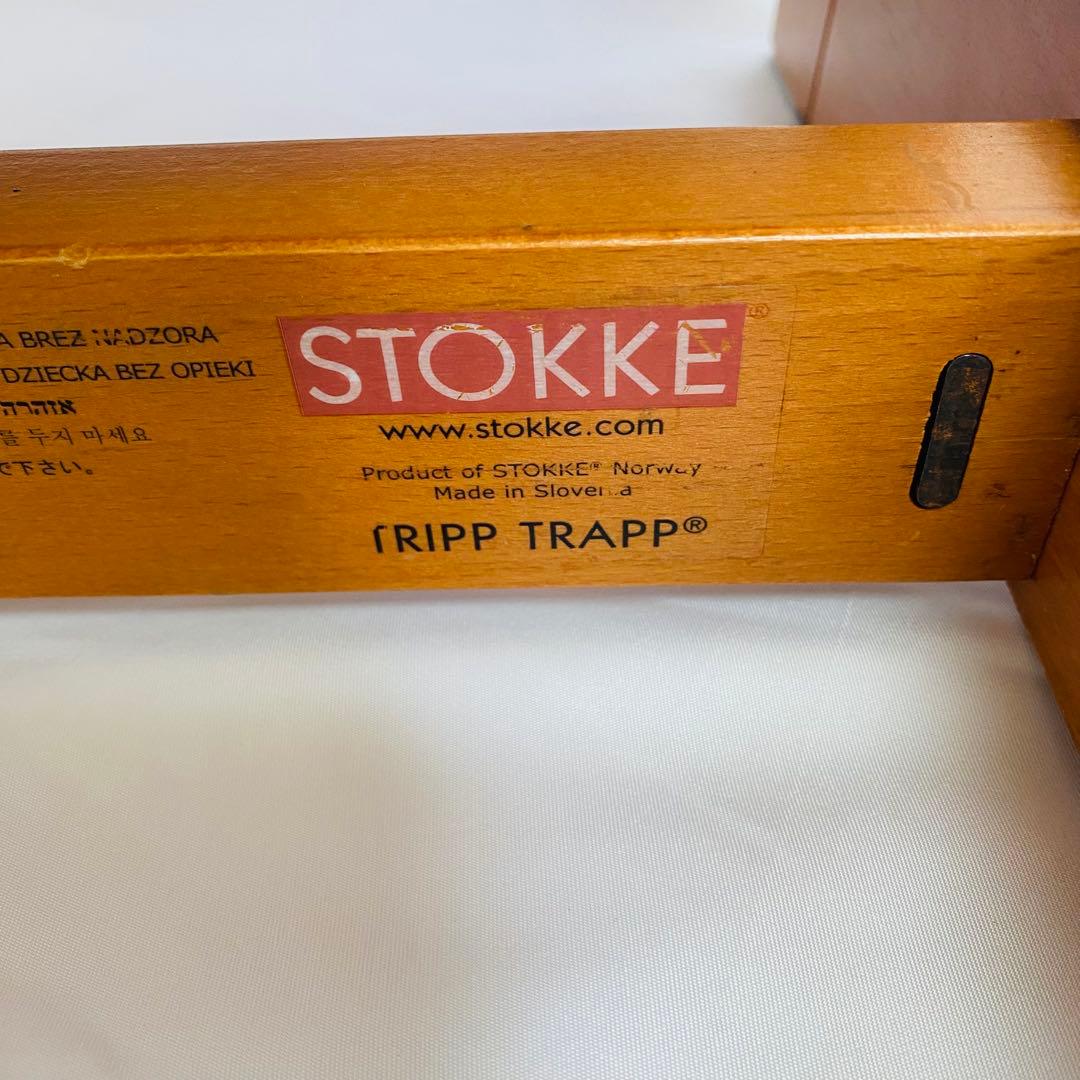 A BREZ NADZORA
DZIECKA BEZ OPIEKI
אזהרה
를 두지 마세요
で下さい。
STOKKE®
www.stokke.com
Product of STOKKE® Norway
Made in Slovenia
TRIPP TRAPP®